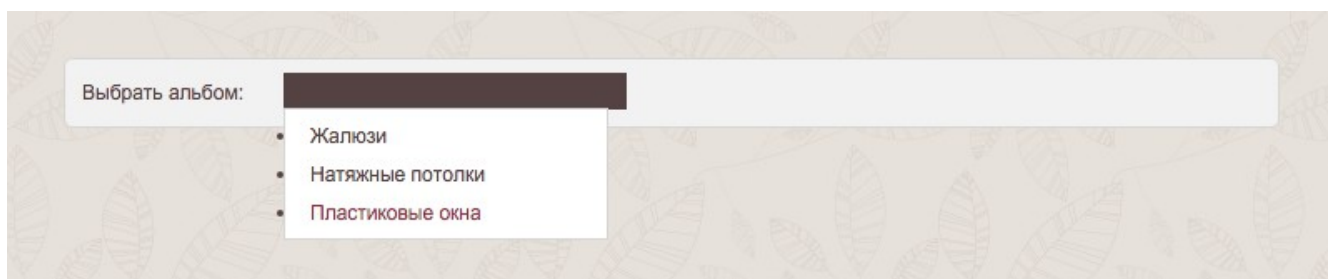 Выбрать альбом:
Жалюзи
Натяжные потолки
Пластиковые окна